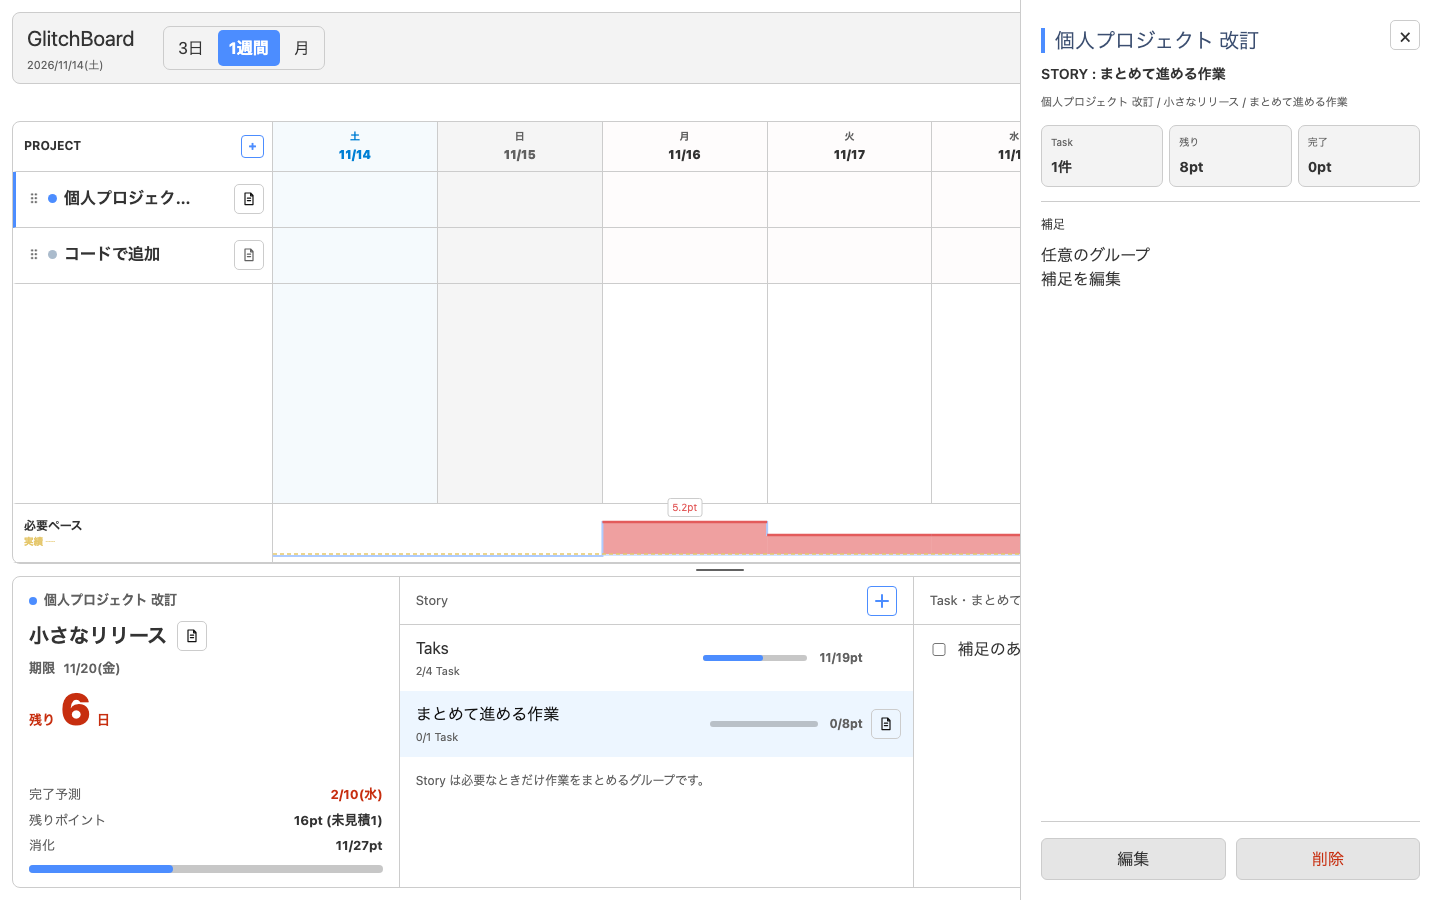 GlitchBoard
2026/11/14(土)
3日 1週間 月
PROJECT +
土 日 月 火 水
11/14 11/15 11/16 11/17 11/1
個人プロジェク...
コードで追加
必要ペース
実績 —
5.2pt
個人プロジェクト 改訂
小さなリリース
期限 11/20(金)
残り 6 日
完了予測 2/10(水)
残りポイント 16pt (未見積1)
消化 11/27pt
Story +
Taks
2/4 Task
11/19pt
まとめて進める作業
0/1 Task
0/8pt
Story は必要なときだけ作業をまとめるグループです。
Task・まとめて
補足のあ
個人プロジェクト 改訂
×
STORY : まとめて進める作業
個人プロジェクト 改訂 / 小さなリリース / まとめて進める作業
Task 残り 完了
1件 8pt 0pt
補足
任意のグループ
補足を編集
編集 削除